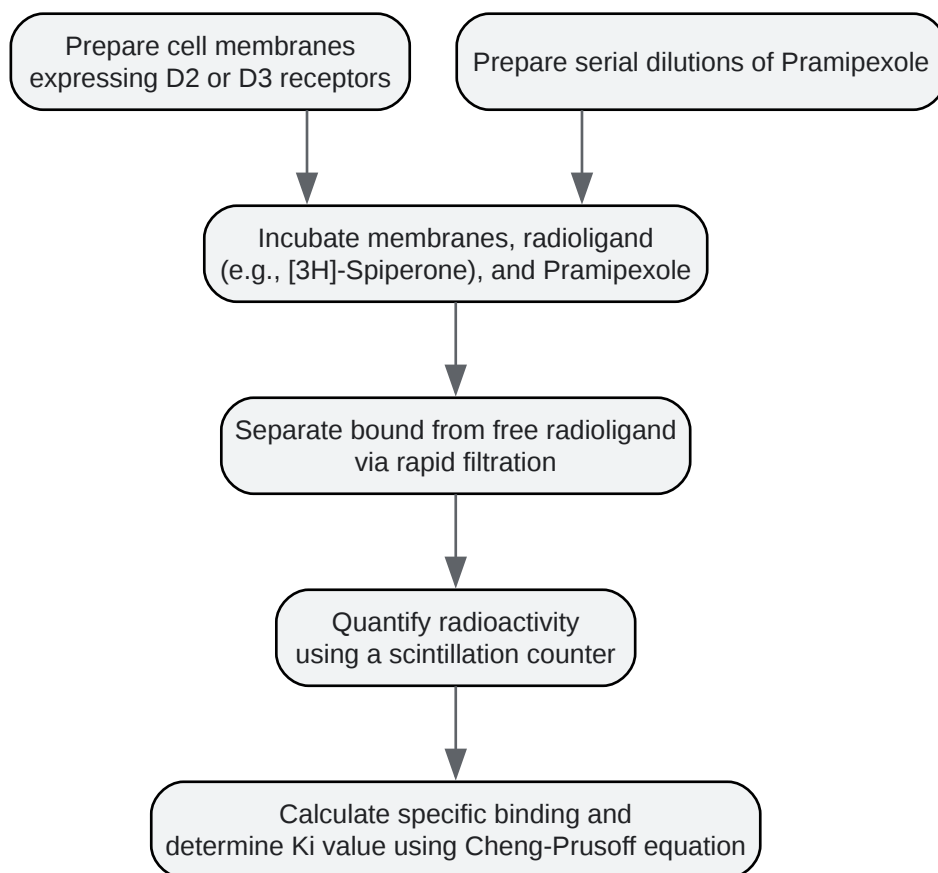 Prepare cell membranes
expressing D2 or D3 receptors
Prepare serial dilutions of Pramipexole
Incubate membranes, radioligand
(e.g., [3H]-Spiperone), and Pramipexole
Separate bound from free radioligand
via rapid filtration
Quantify radioactivity
using a scintillation counter
Calculate specific binding and
determine Ki value using Cheng-Prusoff equation